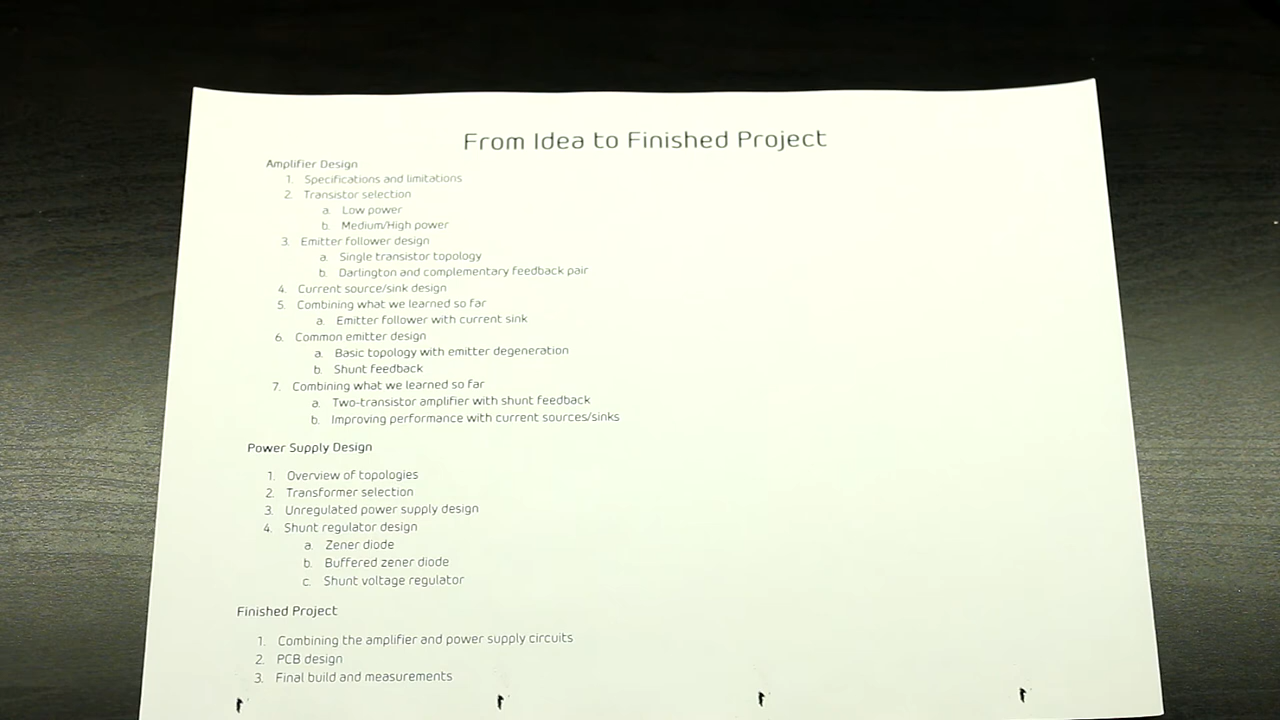 From Idea to Finished Project
Amplifier Design
1. Specifications and limitations
2. Transistor selection
a. Low power
b. Medium/High power
3. Emitter follower design
a. Single transistor topology
b. Darlington and complementary feedback pair
4. Current source/sink design
5. Combining what we learned so far
a. Emitter follower with current sink
6. Common emitter design
a. Basic topology with emitter degeneration
b. Shunt feedback
7. Combining what we learned so far
a. Two-transistor amplifier with shunt feedback
b. Improving performance with current sources/sinks
Power Supply Design
1. Overview of topologies
2. Transformer selection
3. Unregulated power supply design
4. Shunt regulator design
a. Zener diode
b. Buffered zener diode
c. Shunt voltage regulator
Finished Project
1. Combining the amplifier and power supply circuits
2. PCB design
3. Final build and measurements